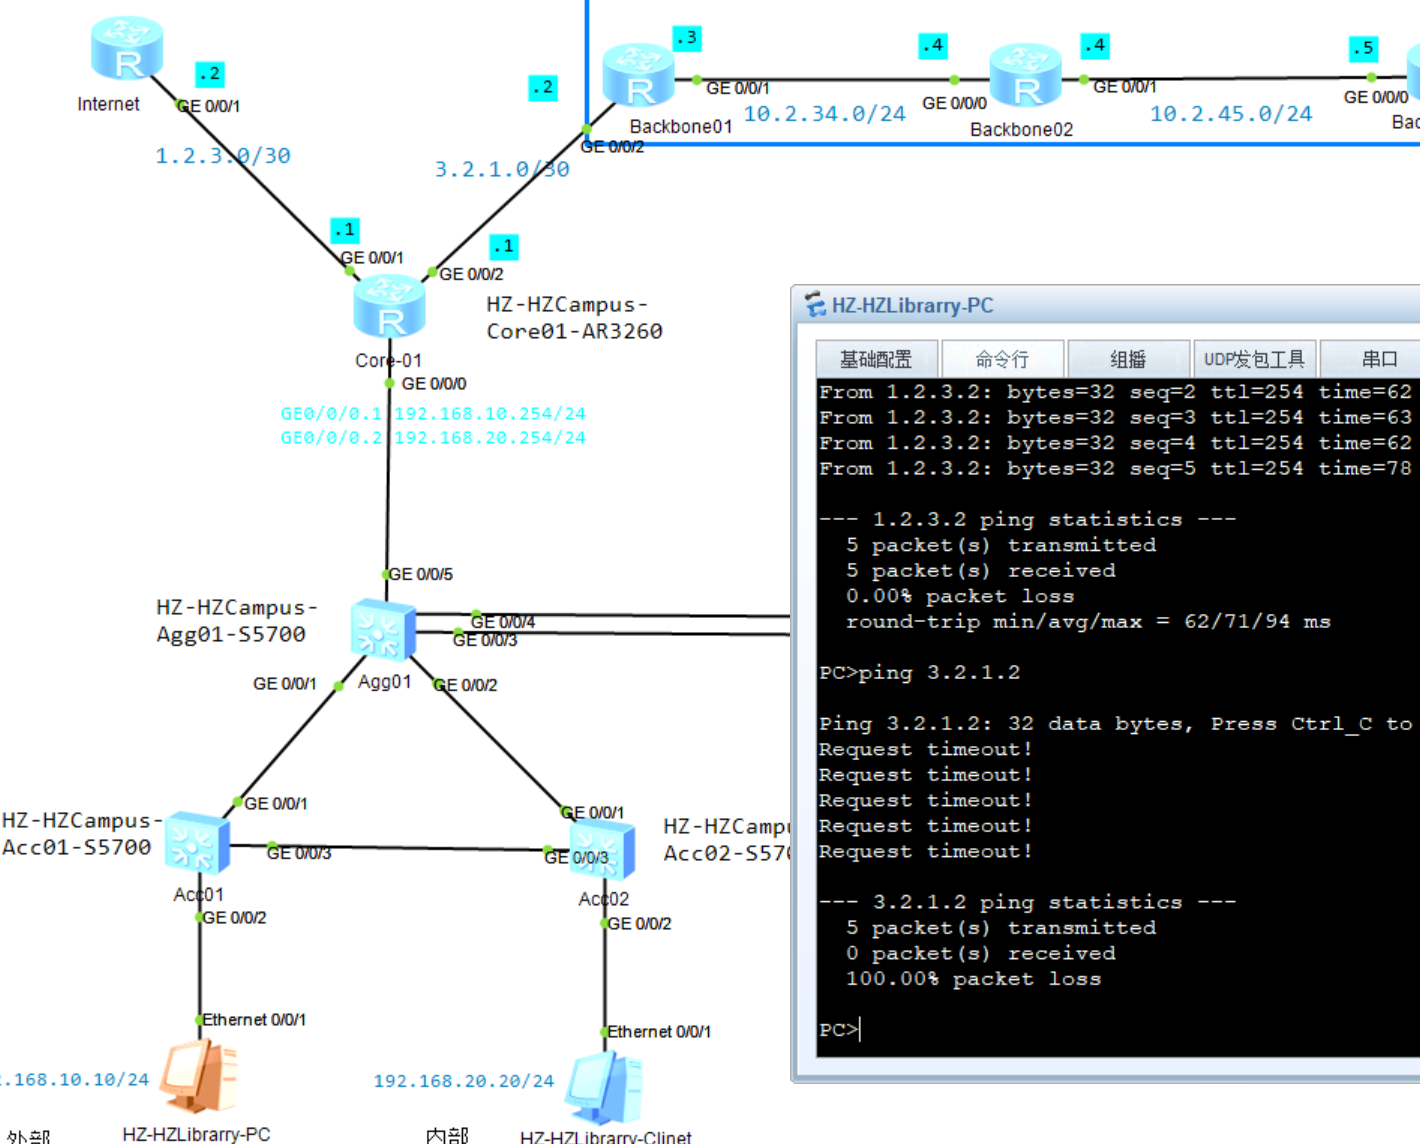 .2
Internet
GE 0/0/1
1.2.3.0/30
.3
.4
.4
.5
.2
GE 0/0/1
GE 0/0/0
GE 0/0/1
GE 0/0/0
10.2.34.0/24
10.2.45.0/24
Backbone01
Backbone02
Bac
GE 0/0/2
3.2.1.0/30
.1
.1
GE 0/0/1
GE 0/0/2
HZ-HZCampus-
Core01-AR3260
Core-01
GE 0/0/0
GE0/0/0.1 192.168.10.254/24
GE0/0/0.2 192.168.20.254/24
GE 0/0/5
HZ-HZCampus-
Agg01-S5700
GE 0/0/4
GE 0/0/3
Agg01
GE 0/0/1
GE 0/0/2
GE 0/0/1
GE 0/0/1
HZ-HZCampus-
Acc01-S5700
GE 0/0/3
GE 0/0/3
HZ-HZCampu
Acc02-S570
Acc01
Acc02
GE 0/0/2
GE 0/0/2
Ethernet 0/0/1
Ethernet 0/0/1
.168.10.10/24
192.168.20.20/24
外部
HZ-HZLibrarry-PC
内部
HZ-HZLibrarry-Clinet
HZ-HZLibrarry-PC
基础配置 命令行 组播 UDP发包工具 串口
From 1.2.3.2: bytes=32 seq=2 ttl=254 time=62
From 1.2.3.2: bytes=32 seq=3 ttl=254 time=63
From 1.2.3.2: bytes=32 seq=4 ttl=254 time=62
From 1.2.3.2: bytes=32 seq=5 ttl=254 time=78
--- 1.2.3.2 ping statistics ---
5 packet(s) transmitted
5 packet(s) received
0.00% packet loss
round-trip min/avg/max = 62/71/94 ms
PC>ping 3.2.1.2
Ping 3.2.1.2: 32 data bytes, Press Ctrl_C to
Request timeout!
Request timeout!
Request timeout!
Request timeout!
Request timeout!
--- 3.2.1.2 ping statistics ---
5 packet(s) transmitted
0 packet(s) received
100.00% packet loss
PC>